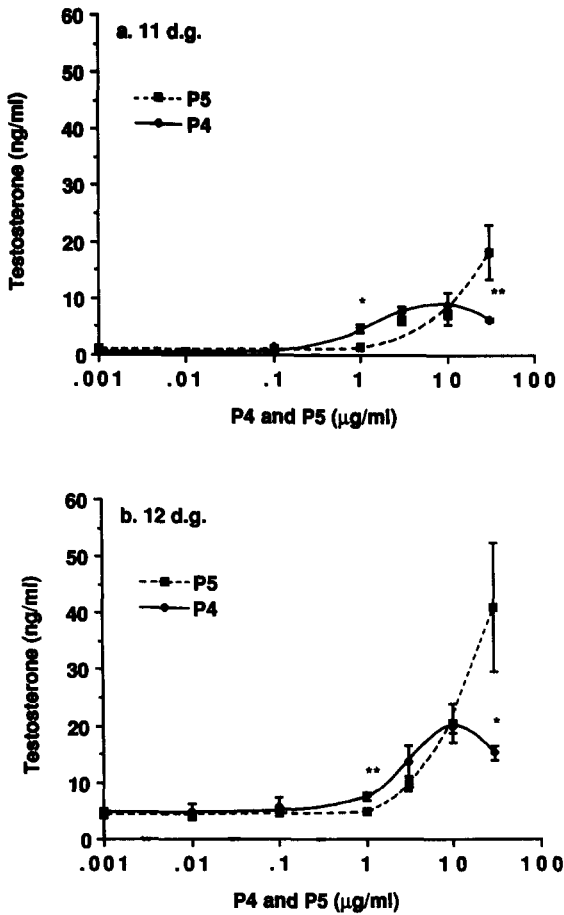 60
a. 11 d.g.
50
P5
40
P4
30
20
**
*
10
0
.001 .01 .1 1 10 100
P4 and P5 (μg/ml)
Testosterone (ng/ml)
60
b. 12 d.g.
50
P5
40
P4
30
20
*
**
10
0
.001 .01 .1 1 10 100
P4 and P5 (μg/ml)
Testosterone (ng/ml)